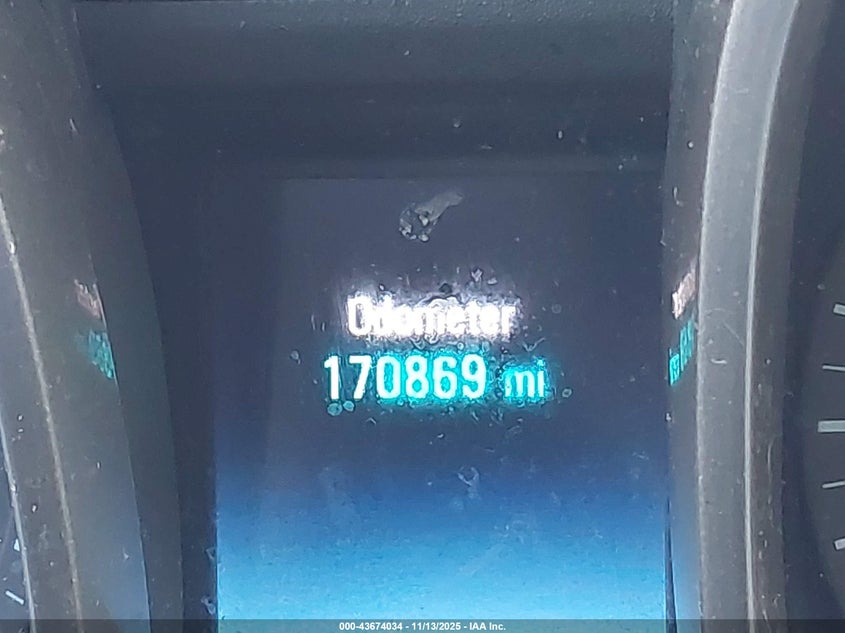 Odometer
170869 mi
000-43674034 - 11/13/2025 - IAA Inc.